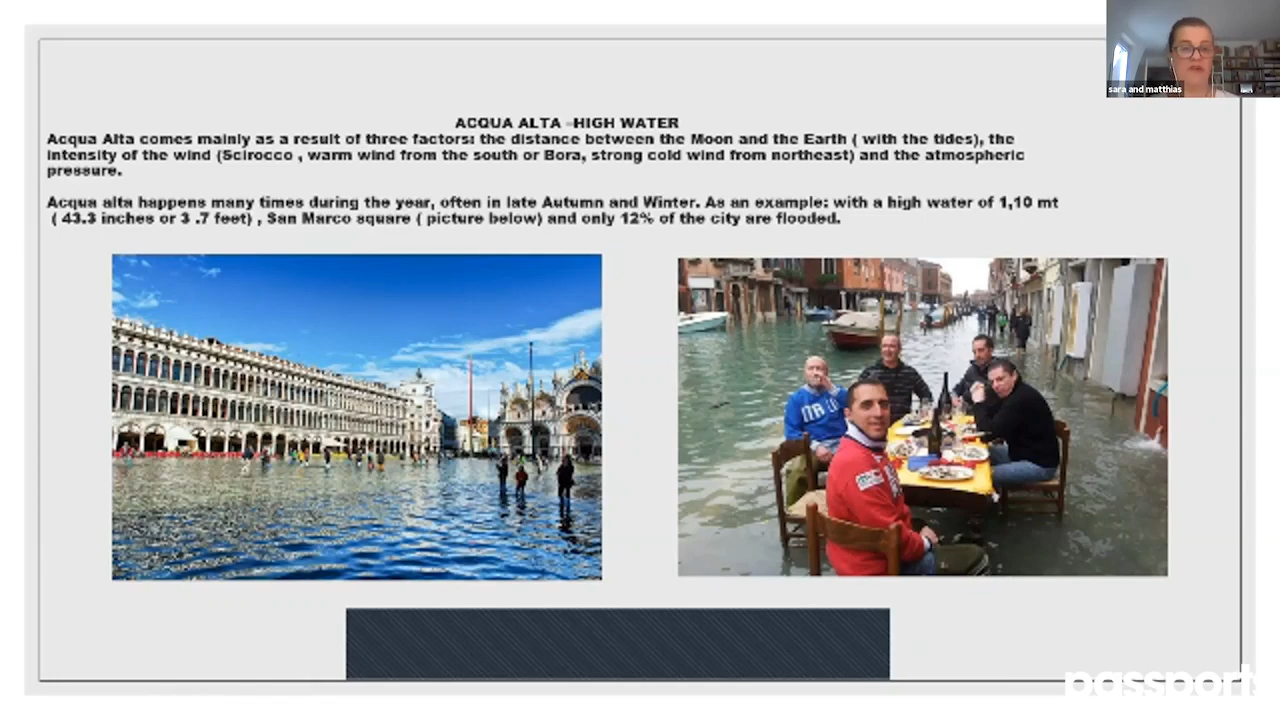 ACQUA ALTA –HIGH WATER
Acqua Alta comes mainly as a result of three factors: the distance between the Moon and the Earth ( with the tides), the
intensity of the wind (Scirocco , warm wind from the south or Bora, strong cold wind from northeast) and the atmospheric
pressure.
Acqua alta happens many times during the year, often in late Autumn and Winter. As an example: with a high water of 1,10 mt
( 43.3 inches or 3 .7 feet) , San Marco square ( picture below) and only 12% of the city are flooded.
sara and matthias
ITALIA
passports